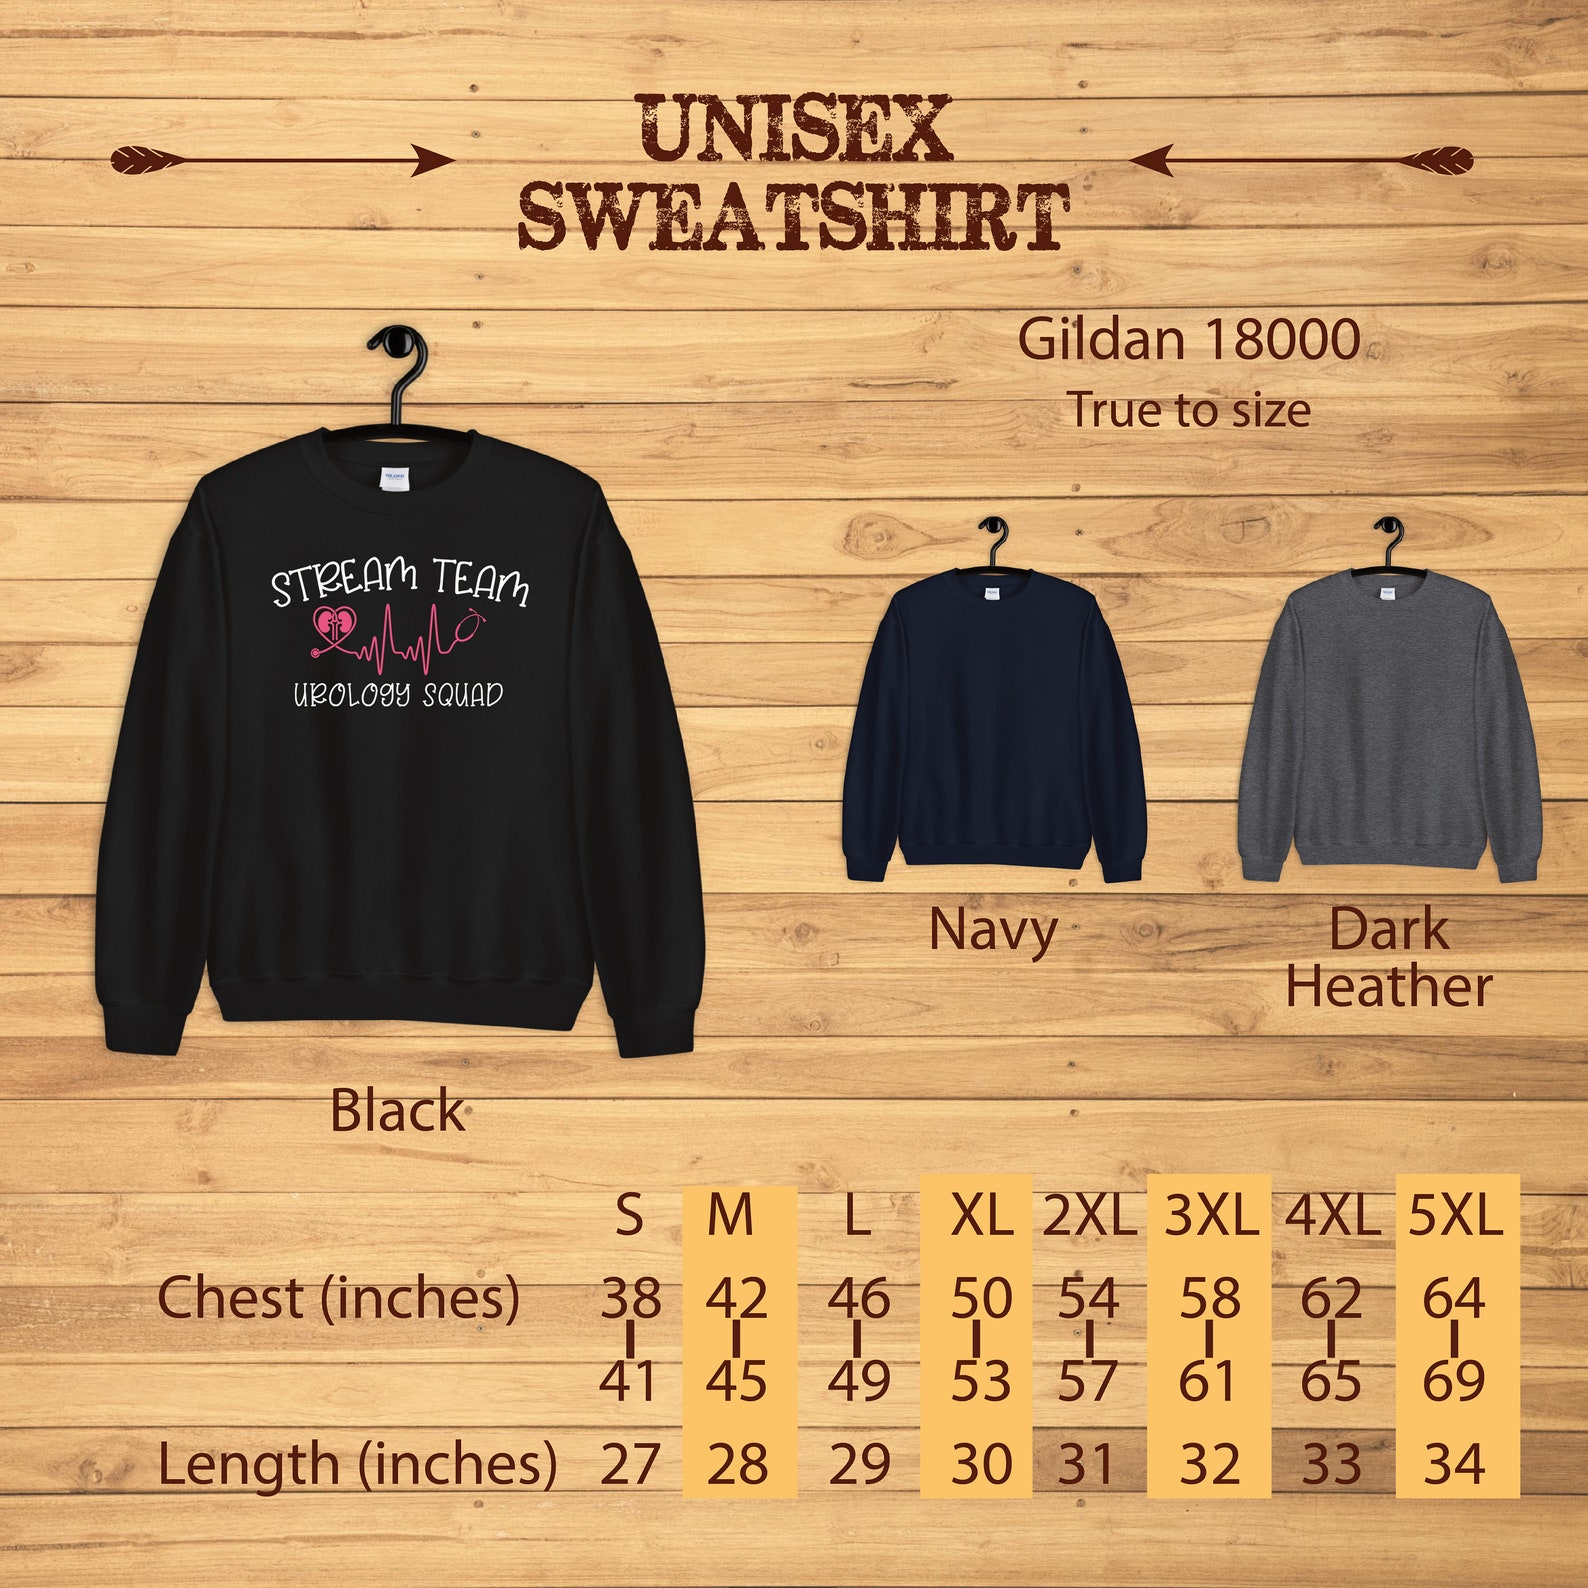 UNISEX
SWEATSHIRT
Gildan 18000
True to size
GILDAN
STREAM TEAM
UROLOGY SQUAD
Navy
Dark
Heather
Black
S M L XL 2XL 3XL 4XL 5XL
Chest (inches) 38 42 46 50 54 58 62 64
41 45 49 53 57 61 65 69
Length (inches) 27 28 29 30 31 32 33 34